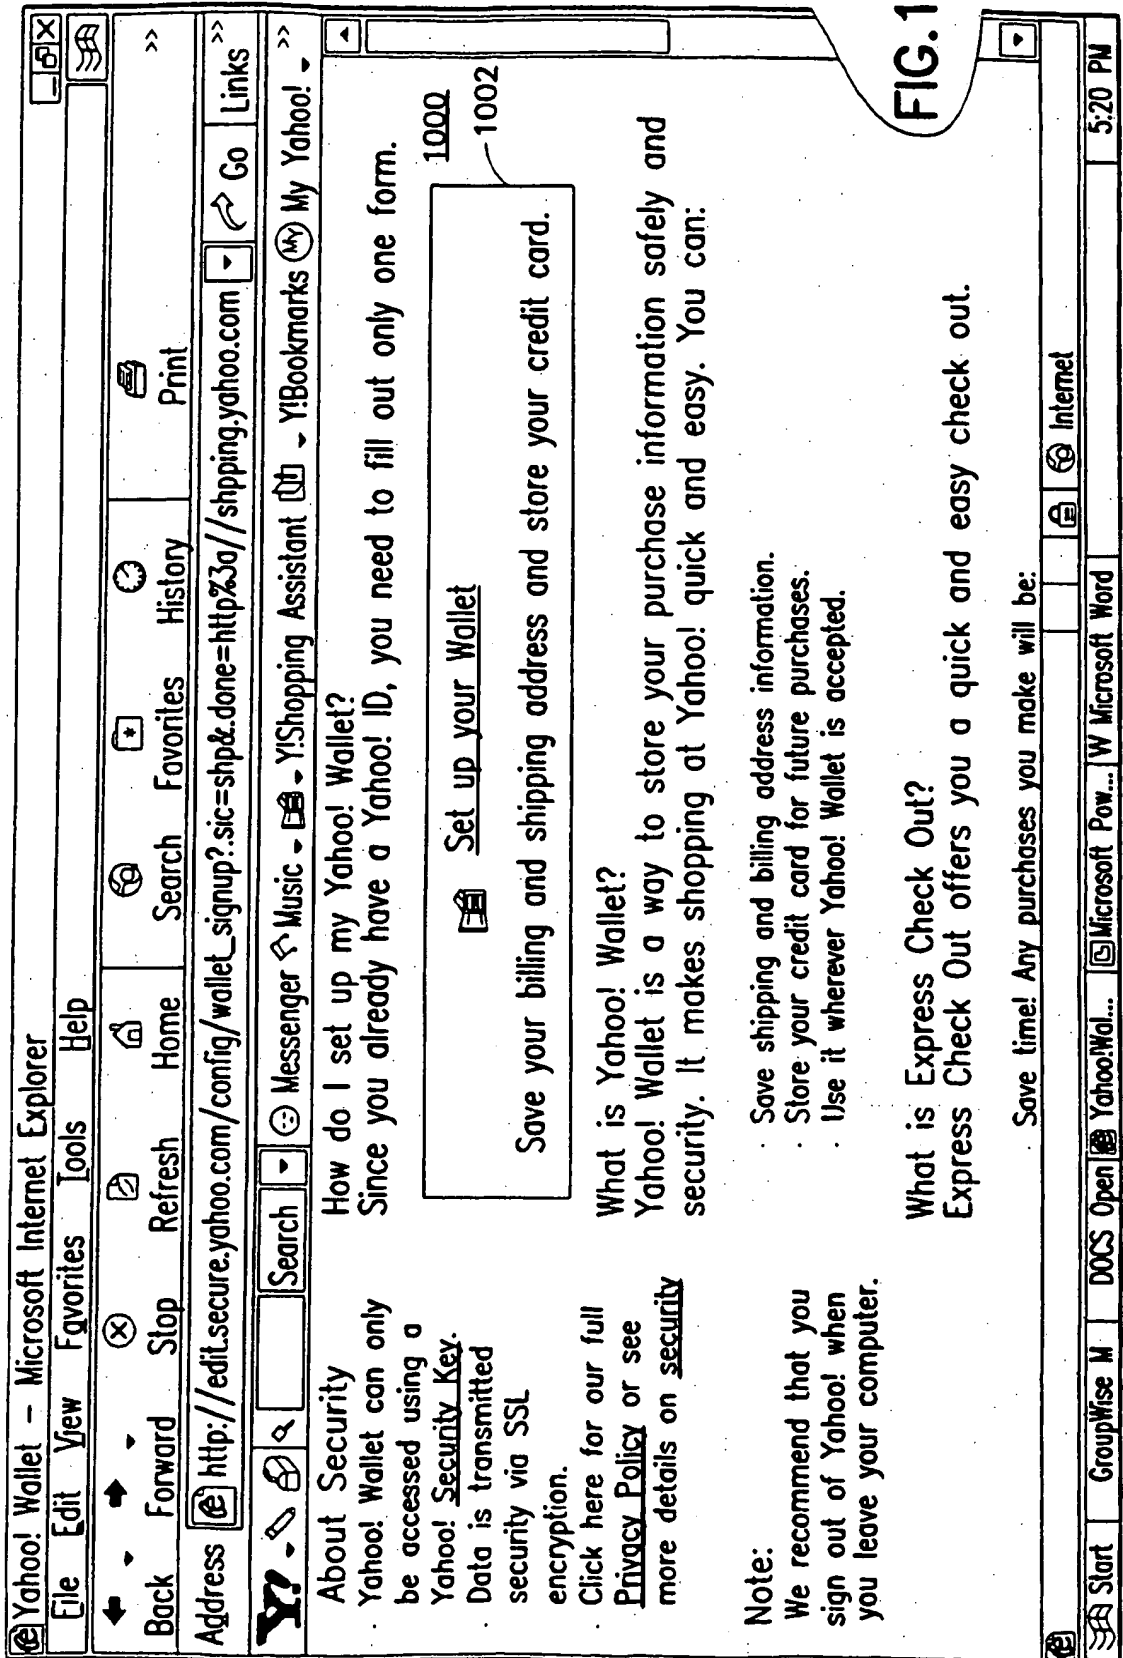 Yahoo! Wallet – Microsoft Internet Explorer
File Edit View Favorites Tools Help
Back Forward Stop Refresh Home Search Favorites History Print >>
Address http://edit.secure.yahoo.com/config/wallet_signup?.sic=shp&.done=http%3a//shpping.yahoo.com Go Links >>
Y! Search Messenger Music Y!Shopping Assistant Y!Bookmarks My My Yahoo! >>
About Security
· Yahoo! Wallet can only
be accessed using a
Yahoo! Security Key.
· Data is transmitted
security via SSL
encryption.
· Click here for our full
Privacy Policy or see
more details on security
Note:
We recommend that you
sign out of Yahoo! when
you leave your computer.
How do I set up my Yahoo! Wallet?
Since you already have a Yahoo! ID, you need to fill out only one form.
1000
1002
Set up your Wallet
Save your billing and shipping address and store your credit card.
What is Yahoo! Wallet?
Yahoo! Wallet is a way to store your purchase information safely and
security. It makes shopping at Yahoo! quick and easy. You can:
· Save shipping and billing address information.
· Store your credit card for future purchases.
· Use it wherever Yahoo! Wallet is accepted.
What is Express Check Out?
Express Check Out offers you a quick and easy check out.
· Save time! Any purchases you make will be:
FIG.1
Internet
Start GroupWise M DOCS Open Yahoo!Wal... Microsoft Pow... W Microsoft Word 5:20 PM